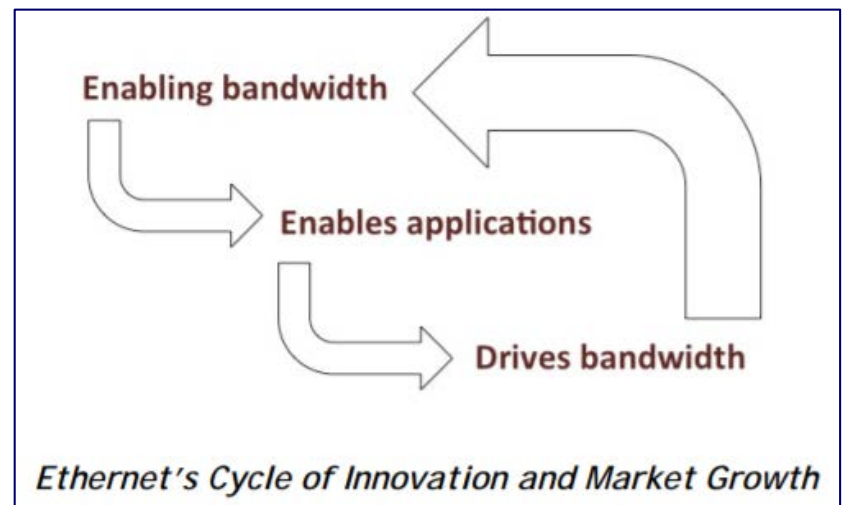 Enabling bandwidth
Enables applications
Drives bandwidth
Ethernet's Cycle of Innovation and Market Growth